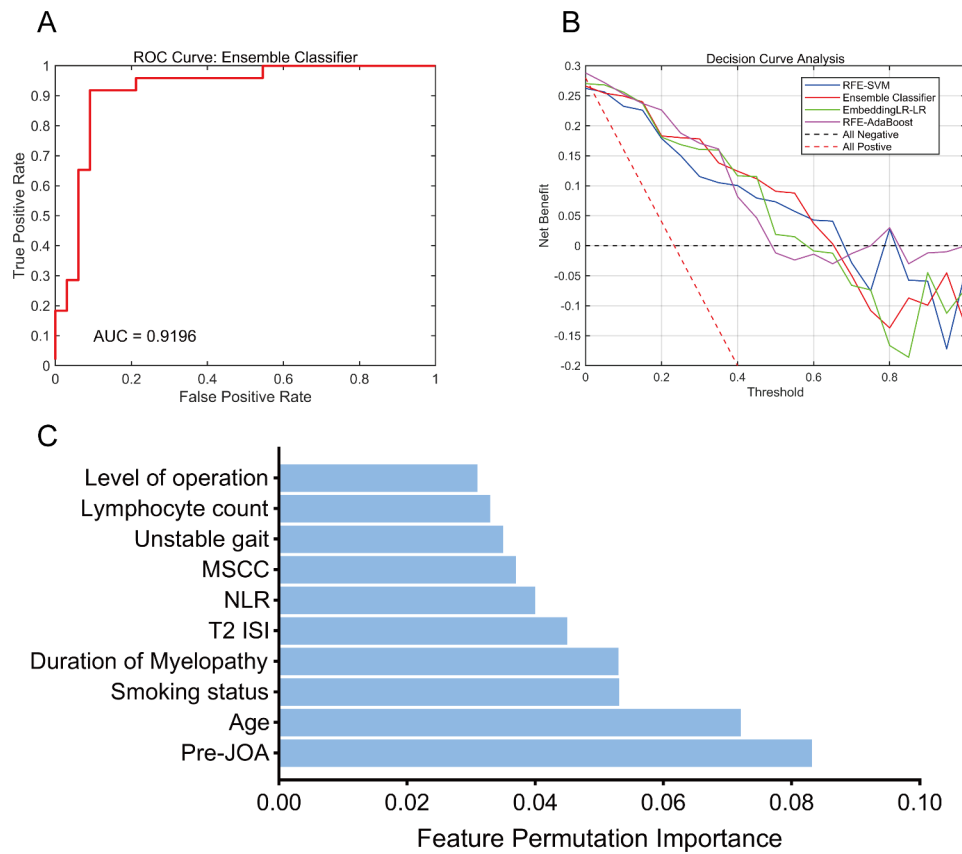 A
ROC Curve: Ensemble Classifier
1
0.9
0.8
0.7
0.6
0.5
0.4
0.3
0.2
0.1
0
True Positive Rate
AUC = 0.9196
0
0.2
0.4
0.6
0.8
1
False Positive Rate
B
Decision Curve Analysis
0.3
0.25
0.2
0.15
0.1
0.05
0
-0.05
-0.1
-0.15
-0.2
Net Benefit
RFE-SVM
Ensemble Classifier
EmbeddingLR-LR
RFE-AdaBoost
All Negative
All Postive
0
0.2
0.4
0.6
0.8
Threshold
C
Level of operation
Lymphocyte count
Unstable gait
MSCC
NLR
T2 ISI
Duration of Myelopathy
Smoking status
Age
Pre-JOA
0.00
0.02
0.04
0.06
0.08
0.10
Feature Permutation Importance